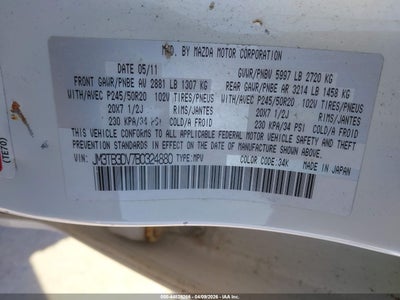 MFD. BY MAZDA MOTOR CORPORATION
DATE 05/11 GVWR/PNBV 5997 LB 2720 KG
FRONT GAWR/PNBE AV 2881 LB 1307 KG REAR GAWR/PNBE AR 3214 LB 1458 KG
WITH/AVEC P245/50R20 102V TIRES/PNEUS WITH/AVEC P245/50R20 102V TIRES/PNEUS
20X7 1/2J RIMS/JANTES 20X7 1/2J RIMS/JANTES
230 KPA/34 PSI COLD/A FROID 230 KPA/34 PSI COLD/A FROID
THIS VEHICLE CONFORMS TO ALL APPLICABLE FEDERAL MOTOR VEHICLE SAFETY, THEFT
PREVENTION STANDARDS IN EFFECT ON THE DATE OF MANUFACTURE SHOWN ABOVE.
VIN: JM3TB3DV7B0324880 TYPE: MPV
COLOR CODE: 34K MADE IN JAPAN
(TE70)